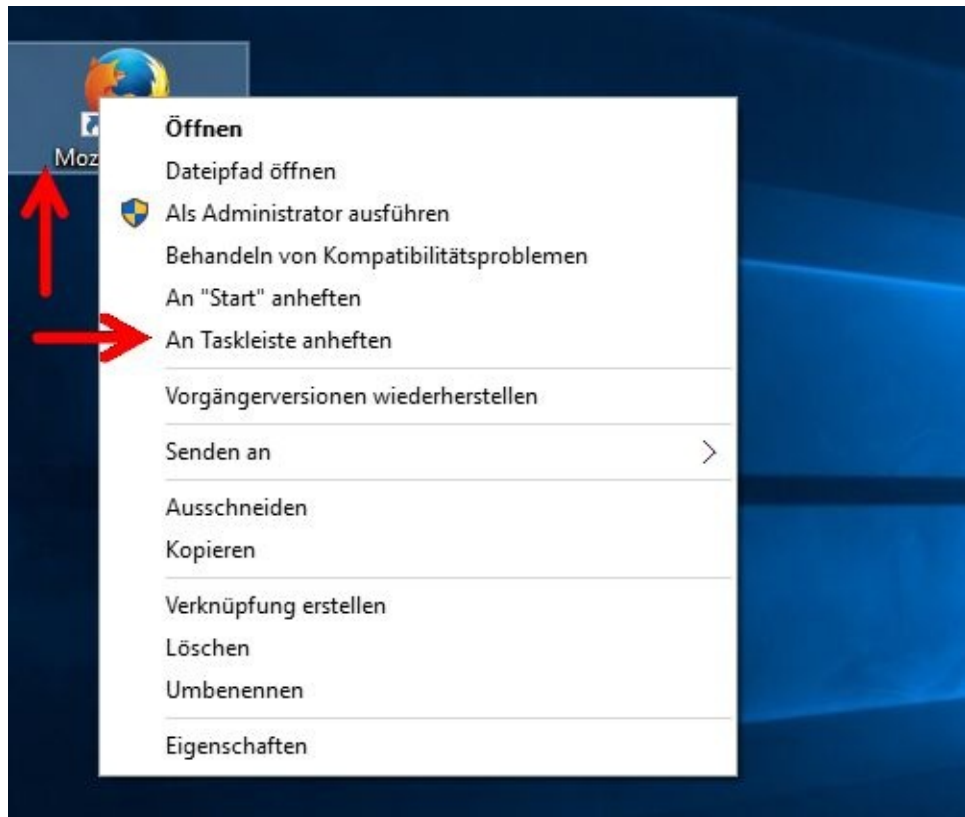 Moz
Öffnen
Dateipfad öffnen
Als Administrator ausführen
Behandeln von Kompatibilitätsproblemen
An "Start" anheften
An Taskleiste anheften
Vorgängerversionen wiederherstellen
Senden an
Ausschneiden
Kopieren
Verknüpfung erstellen
Löschen
Umbenennen
Eigenschaften